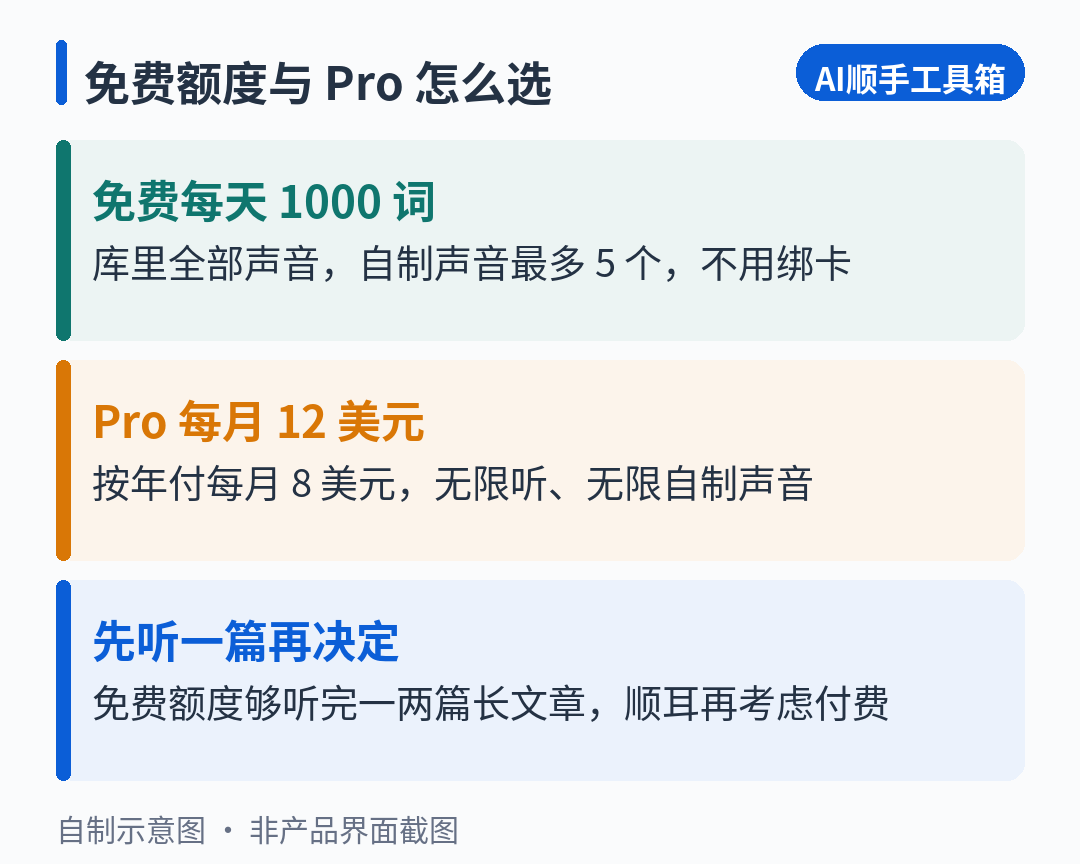 免费额度与 Pro 怎么选
AI顺手工具箱
免费每天 1000 词
库里全部声音，自制声音最多 5 个，不用绑卡
Pro 每月 12 美元
按年付每月 8 美元，无限听、无限自制声音
先听一篇再决定
免费额度够听完一两篇长文章，顺耳再考虑付费
自制示意图 · 非产品界面截图